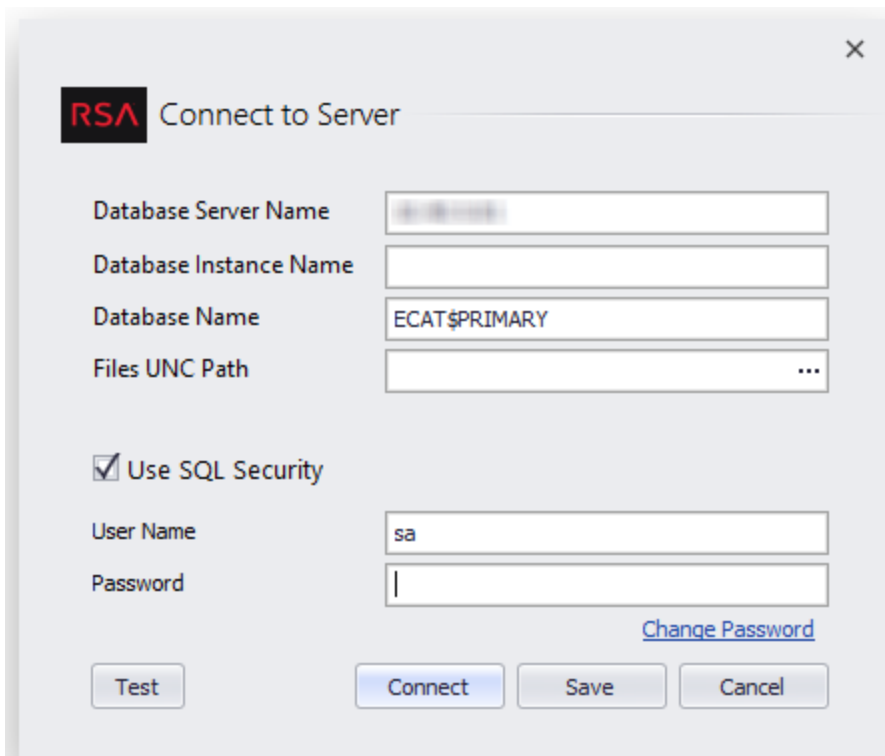 RSA Connect to Server
Database Server Name
Database Instance Name
Database Name ECAT$PRIMARY
Files UNC Path ...
Use SQL Security
User Name sa
Password
Change Password
Test Connect Save Cancel